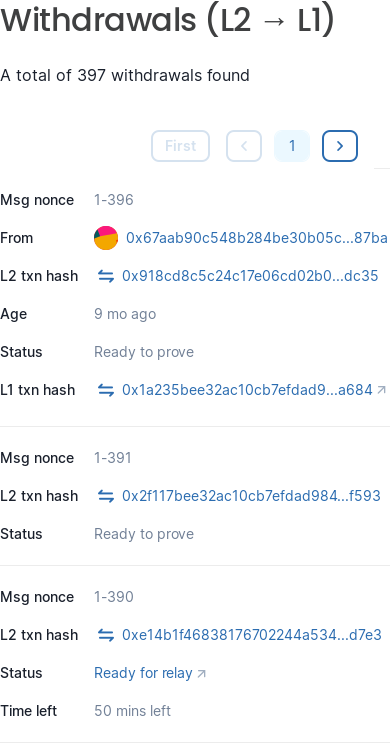 Withdrawals (L2 → L1)
A total of 397 withdrawals found
First 1
Msg nonce 1-396
From 0x67aab90c548b284be30b05c...87ba
L2 txn hash 0x918cd8c5c24c17e06cd02b0...dc35
Age 9 mo ago
Status Ready to prove
L1 txn hash 0x1a235bee32ac10cb7efdad9...a684
Msg nonce 1-391
L2 txn hash 0x2f117bee32ac10cb7efdad984...f593
Status Ready to prove
Msg nonce 1-390
L2 txn hash 0xe14b1f46838176702244a534...d7e3
Status Ready for relay
Time left 50 mins left